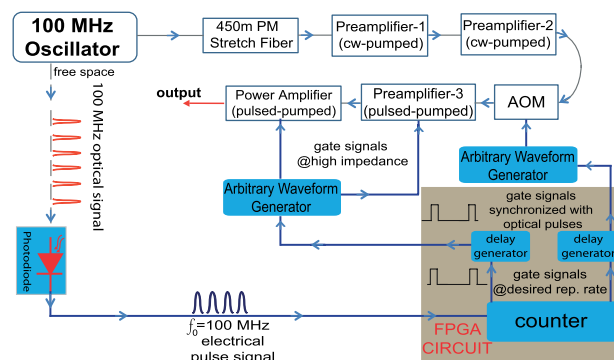 100 MHz
Oscillator
450m PM
Stretch Fiber
Preamplifier-1
(cw-pumped)
Preamplifier-2
(cw-pumped)
free space
100 MHz optical signal
output
Power Amplifier
(pulsed-pumped)
Preamplifier-3
(pulsed-pumped)
AOM
gate signals
@high impedance
Arbitrary Waveform
Generator
Arbitrary Waveform
Generator
gate signals
synchronized with
optical pulses
Photodiode
delay
generator
delay
generator
gate signals
@desired rep. rate
counter
f0=100 MHz
electrical
pulse signal
FPGA
CIRCUIT